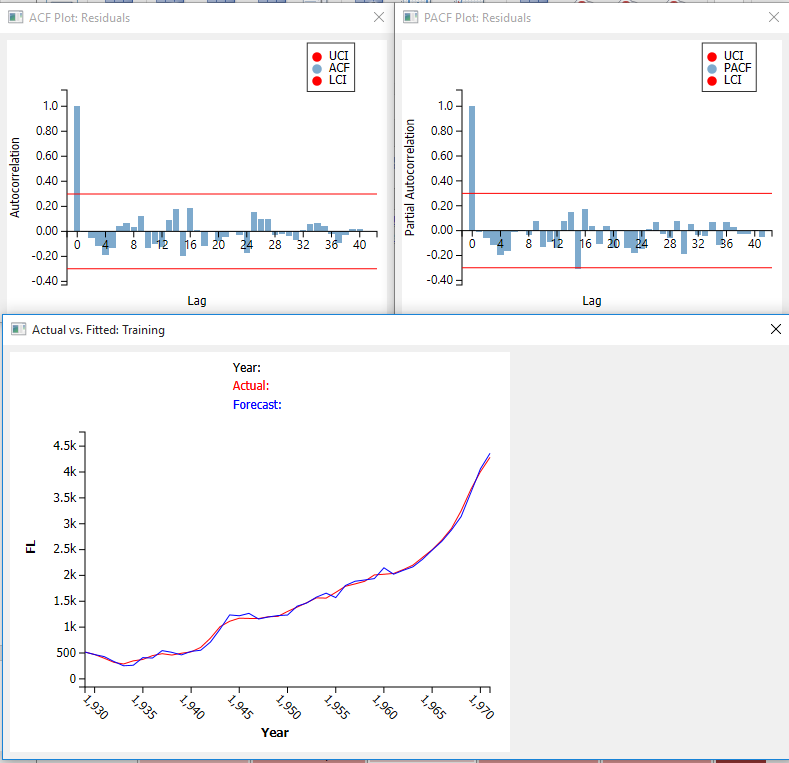 ACF Plot: Residuals
UCI
ACF
LCI
Autocorrelation
1.0
0.80
0.60
0.40
0.20
0.00
-0.20
-0.40
0 4 8 12 16 20 24 28 32 36 40
Lag
PACF Plot: Residuals
UCI
PACF
LCI
Partial Autocorrelation
1.0
0.80
0.60
0.40
0.20
0.00
-0.20
-0.40
0 4 8 12 16 20 24 28 32 36 40
Lag
Actual vs. Fitted: Training
Year:
Actual:
Forecast:
FL
4.5k
4k
3.5k
3k
2.5k
2k
1.5k
1k
500
0
1,930 1,935 1,940 1,945 1,950 1,955 1,960 1,965 1,970
Year